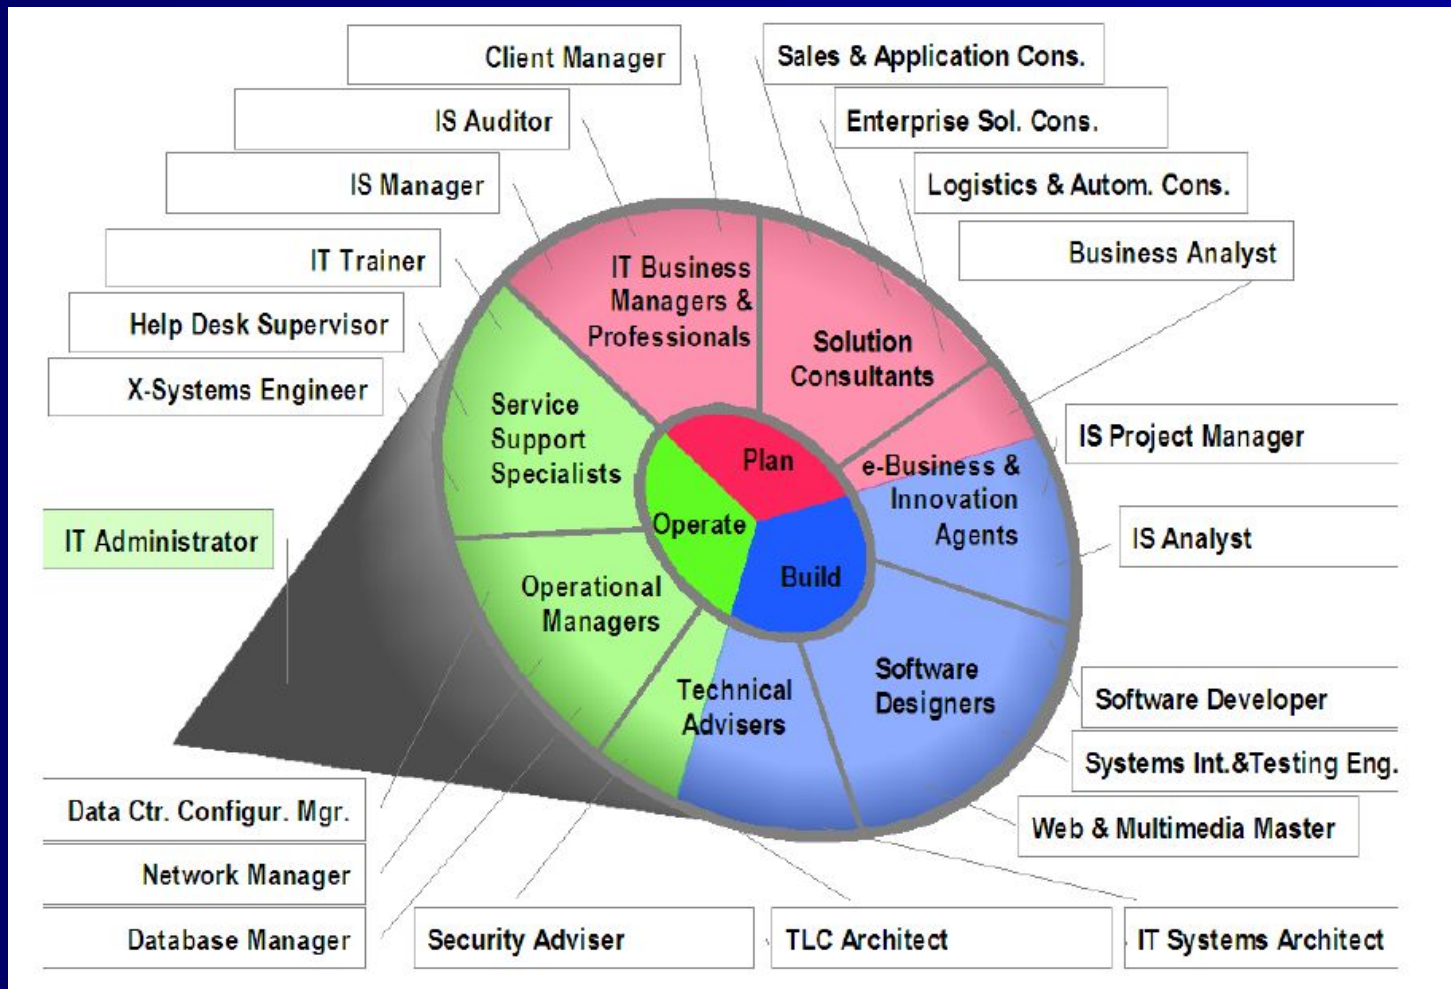 Client Manager
Sales & Application Cons.
IS Auditor
Enterprise Sol. Cons.
IS Manager
Logistics & Autom. Cons.
IT Trainer
Business Analyst
Help Desk Supervisor
X-Systems Engineer
IT Business
Managers &
Professionals
Solution
Consultants
Service
Support
Specialists
Plan
e-Business &
Innovation
Agents
IS Project Manager
IT Administrator
Operate
IS Analyst
Build
Operational
Managers
Technical
Advisers
Software
Designers
Software Developer
Systems Int.&Testing Eng.
Data Ctr. Configur. Mgr.
Web & Multimedia Master
Network Manager
Database Manager
Security Adviser
TLC Architect
IT Systems Architect